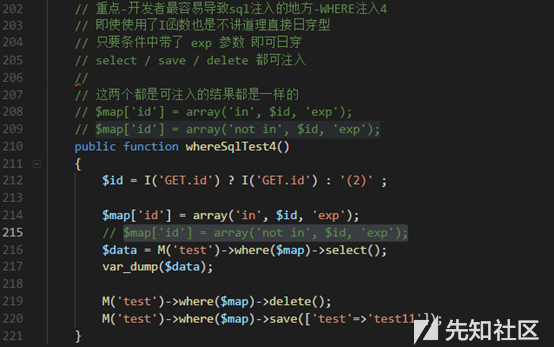 202 // 重点-开发者最容易导致sql注入的地方-WHERE注入4
203 // 即使使用了I函数也是不讲道理直接日穿型
204 // 只要条件中带了 exp 参数 即可日穿
205 // select / save / delete 都可注入
206 //
207 // 这两个都是可注入的结果都是一样的
208 // $map['id'] = array('in', $id, 'exp');
209 // $map['id'] = array('not in', $id, 'exp');
210 public function whereSqlTest4()
211 {
212 $id = I('GET.id') ? I('GET.id') : '(2)' ;
213
214 $map['id'] = array('in', $id, 'exp');
215 // $map['id'] = array('not in', $id, 'exp');
216 $data = M('test')->where($map)->select();
217 var_dump($data);
218
219 M('test')->where($map)->delete();
220 M('test')->where($map)->save(['test'=>'test11']);
221 }
先知社区